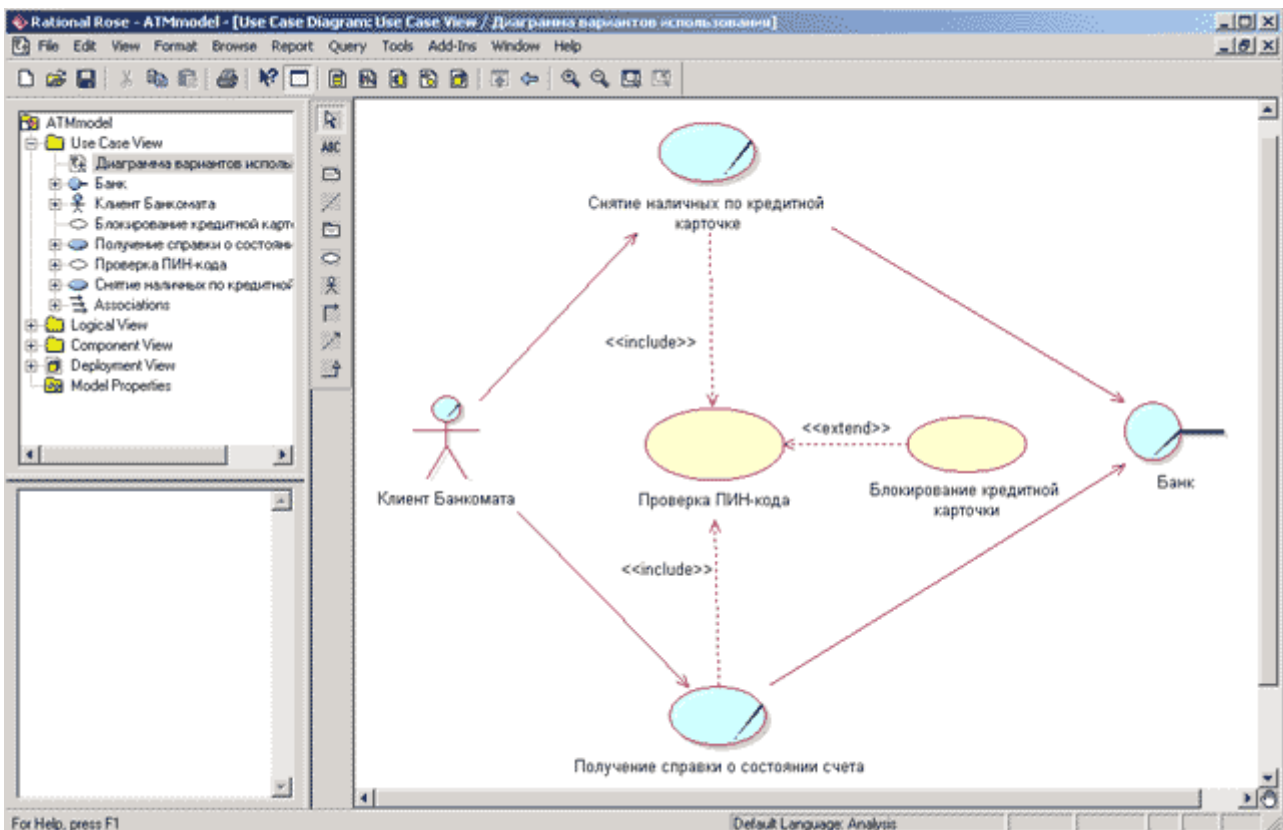 Rational Rose - ATMmodel - [Use Case Diagram: Use Case View / Диаграмма вариантов использования]
File Edit View Format Browse Report Query Tools Add-Ins Window Help
ATMmodel
Use Case View
Диаграмма вариантов исполь
Банк
Клиент Банкомата
Блокирование кредитной карт
Получение справки о состоян
Проверка ПИН-кода
Снятие наличных по кредитной
Associations
Logical View
Component View
Deployment View
Model Properties
ABC
Снятие наличных по кредитной
карточке
<<include>>
<<extend>>
Клиент Банкомата
Проверка ПИН-кода
Блокирование кредитной
карточки
Банк
<<include>>
Получение справки о состоянии счета
For Help, press F1
Default Language: Analysis